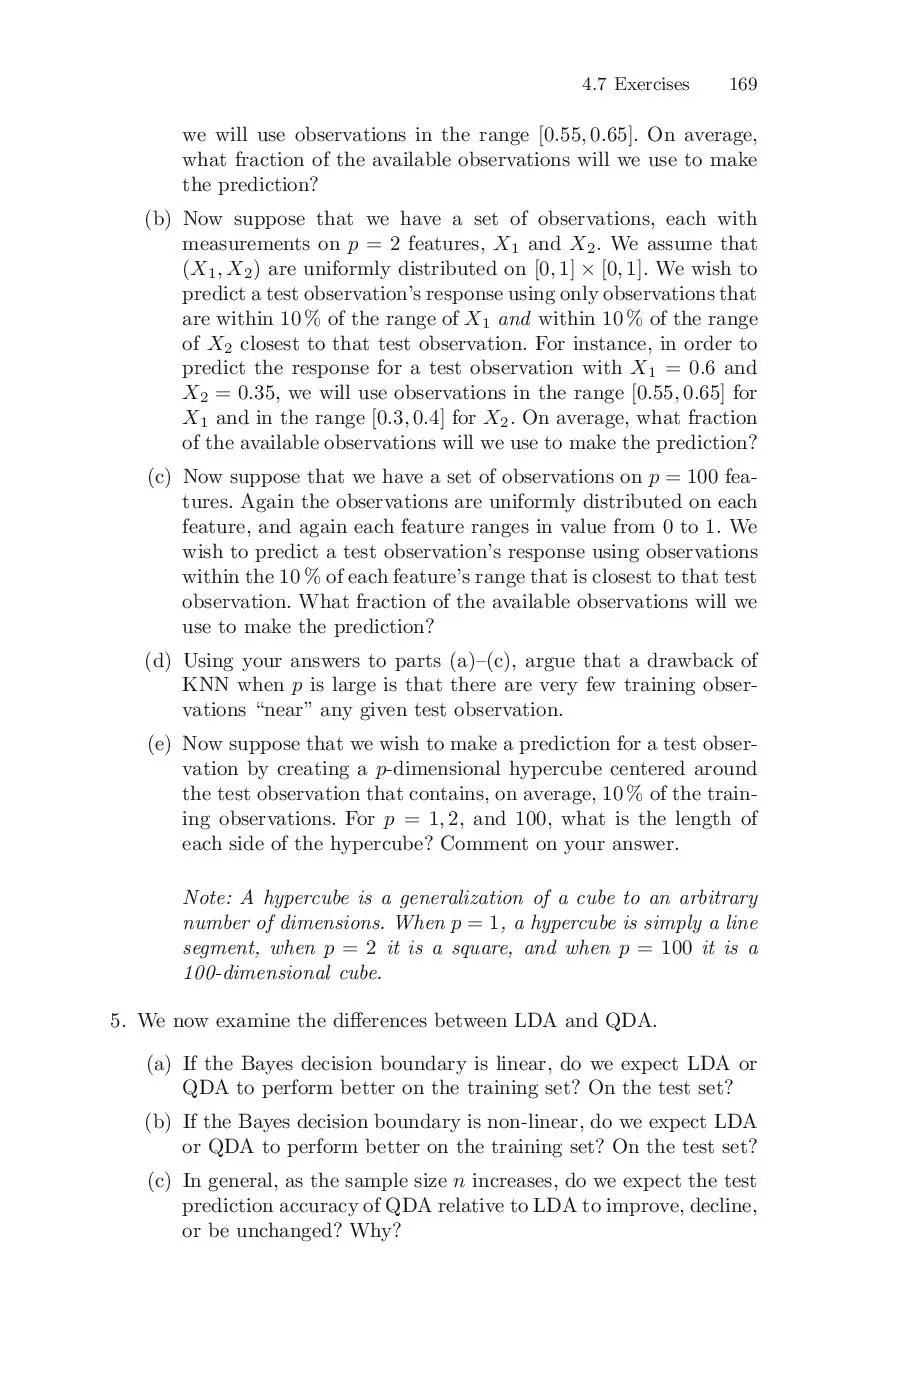 4.7 Exercises 169
we will use observations in the range [0.55, 0.65]. On average,
what fraction of the available observations will we use to make
the prediction?
(b) Now suppose that we have a set of observations, each with
measurements on p = 2 features, X₁ and X₂. We assume that
(X₁, X₂) are uniformly distributed on [0, 1] × [0, 1]. We wish to
predict a test observation's response using only observations that
are within 10 % of the range of X₁ and within 10 % of the range
of X₂ closest to that test observation. For instance, in order to
predict the response for a test observation with X₁ = 0.6 and
X₂ = 0.35, we will use observations in the range [0.55, 0.65] for
X₁ and in the range [0.3, 0.4] for X₂. On average, what fraction
of the available observations will we use to make the prediction?
(c) Now suppose that we have a set of observations on p = 100 fea-
tures. Again the observations are uniformly distributed on each
feature, and again each feature ranges in value from 0 to 1. We
wish to predict a test observation's response using observations
within the 10 % of each feature's range that is closest to that test
observation. What fraction of the available observations will we
use to make the prediction?
(d) Using your answers to parts (a)–(c), argue that a drawback of
KNN when p is large is that there are very few training obser-
vations “near” any given test observation.
(e) Now suppose that we wish to make a prediction for a test obser-
vation by creating a p-dimensional hypercube centered around
the test observation that contains, on average, 10 % of the train-
ing observations. For p = 1, 2, and 100, what is the length of
each side of the hypercube? Comment on your answer.
Note: A hypercube is a generalization of a cube to an arbitrary
number of dimensions. When p = 1, a hypercube is simply a line
segment, when p = 2 it is a square, and when p = 100 it is a
100-dimensional cube.
5. We now examine the differences between LDA and QDA.
(a) If the Bayes decision boundary is linear, do we expect LDA or
QDA to perform better on the training set? On the test set?
(b) If the Bayes decision boundary is non-linear, do we expect LDA
or QDA to perform better on the training set? On the test set?
(c) In general, as the sample size n increases, do we expect the test
prediction accuracy of QDA relative to LDA to improve, decline,
or be unchanged? Why?